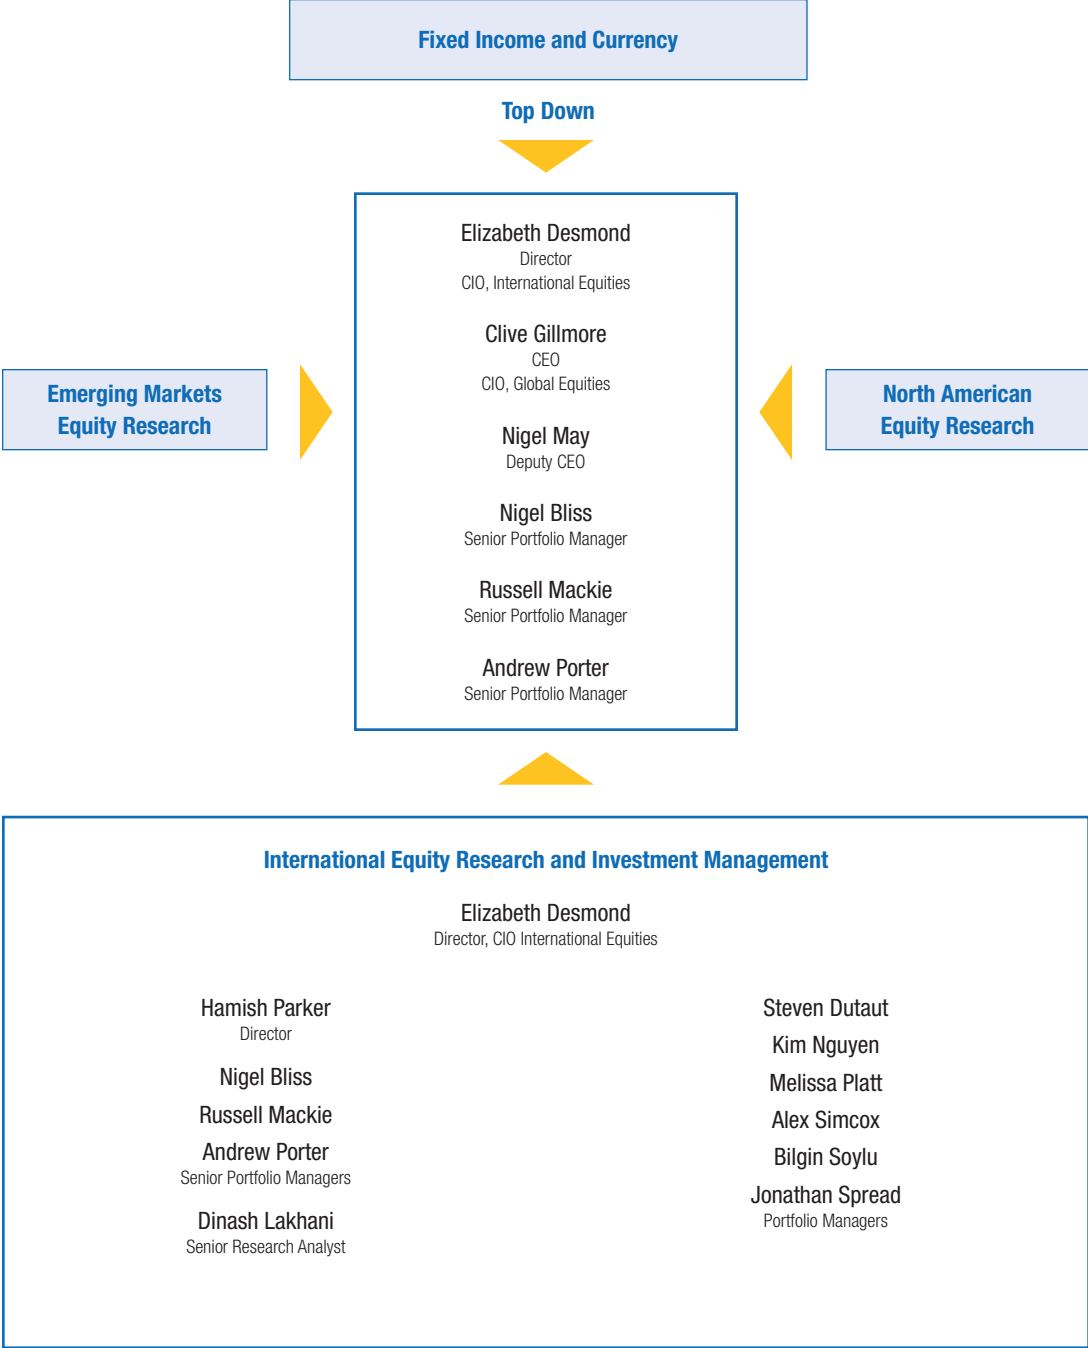 Fixed Income and Currency
Top Down
Elizabeth Desmond
Director
CIO, International Equities
Clive Gillmore
CEO
CIO, Global Equities
Nigel May
Deputy CEO
Nigel Bliss
Senior Portfolio Manager
Russell Mackie
Senior Portfolio Manager
Andrew Porter
Senior Portfolio Manager
Emerging Markets
Equity Research
North American
Equity Research
International Equity Research and Investment Management
Elizabeth Desmond
Director, CIO International Equities
Hamish Parker
Director
Nigel Bliss
Russell Mackie
Andrew Porter
Senior Portfolio Managers
Dinash Lakhani
Senior Research Analyst
Steven Dutaut
Kim Nguyen
Melissa Platt
Alex Simcox
Bilgin Soylu
Jonathan Spread
Portfolio Managers